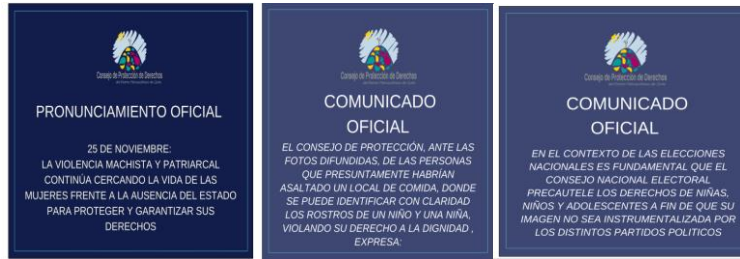 Consejo de Protección de Derechos
PRONUNCIAMIENTO OFICIAL
25 DE NOVIEMBRE:
LA VIOLENCIA MACHISTA Y PATRIARCAL
CONTINÚA CERCANDO LA VIDA DE LAS
MUJERES FRENTE A LA AUSENCIA DEL ESTADO
PARA PROTEGER Y GARANTIZAR SUS
DERECHOS
Consejo de Protección de Derechos
COMUNICADO
OFICIAL
EL CONSEJO DE PROTECCIÓN, ANTE LAS
FOTOS DIFUNDIDAS, DE LAS PERSONAS
QUE PRESUNTAMENTE HABRÍAN
ASALTADO UN LOCAL DE COMIDA, DONDE
SE PUEDE IDENTIFICAR CON CLARIDAD
LOS ROSTROS DE UN NIÑO Y UNA NIÑA,
VIOLANDO SU DERECHO A LA DIGNIDAD ,
EXPRESA:
Consejo de Protección de Derechos
COMUNICADO
OFICIAL
EN EL CONTEXTO DE LAS ELECCIONES
NACIONALES ES FUNDAMENTAL QUE EL
CONSEJO NACIONAL ELECTORAL
PRECAUTELE LOS DERECHOS DE NIÑAS,
NIÑOS Y ADOLESCENTES A FIN DE QUE SU
IMAGEN NO SEA INSTRUMENTALIZADA POR
LOS DISTINTOS PARTIDOS POLITICOS